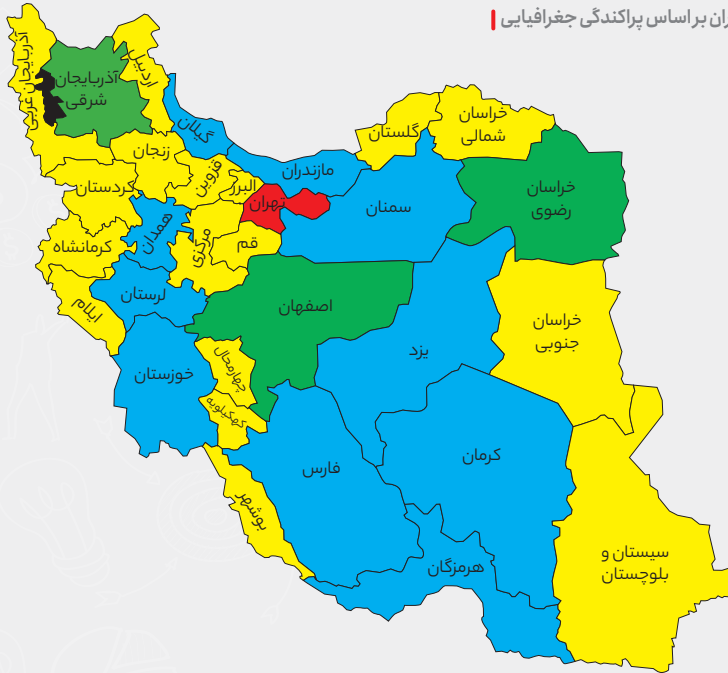 بر اساس پراکندگی جغرافیایی
آذربایجان غربی
آذربایجان
شرقی
اردبیل
گیلان
زنجان
قزوین
البرز
تهران
مازندران
گلستان
خراسان
شمالی
خراسان
رضوی
سمنان
کردستان
همدان
مرکزی
قم
کرمانشاه
لرستان
ایلام
اصفهان
خراسان
جنوبی
یزد
خوزستان
چهارمحال
کهکیلویه
فارس
کرمان
بوشهر
هرمزگان
سیستان و
بلوچستان